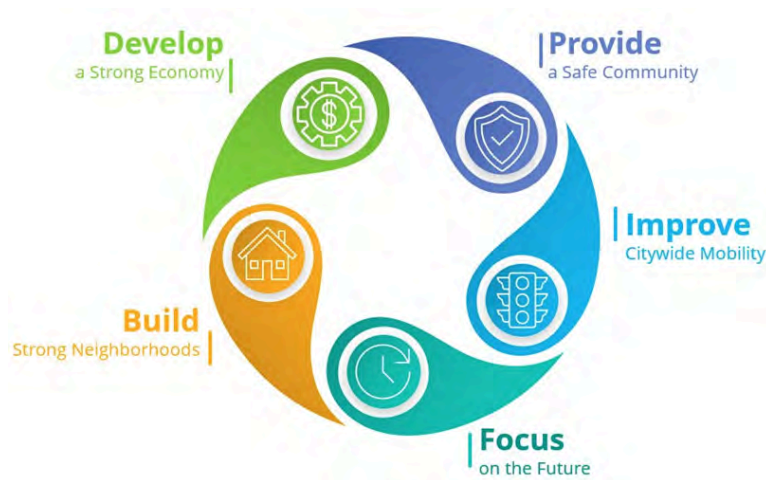 Develop
a Strong Economy
Provide
a Safe Community
Improve
Citywide Mobility
Build
Strong Neighborhoods
Focus
on the Future
$